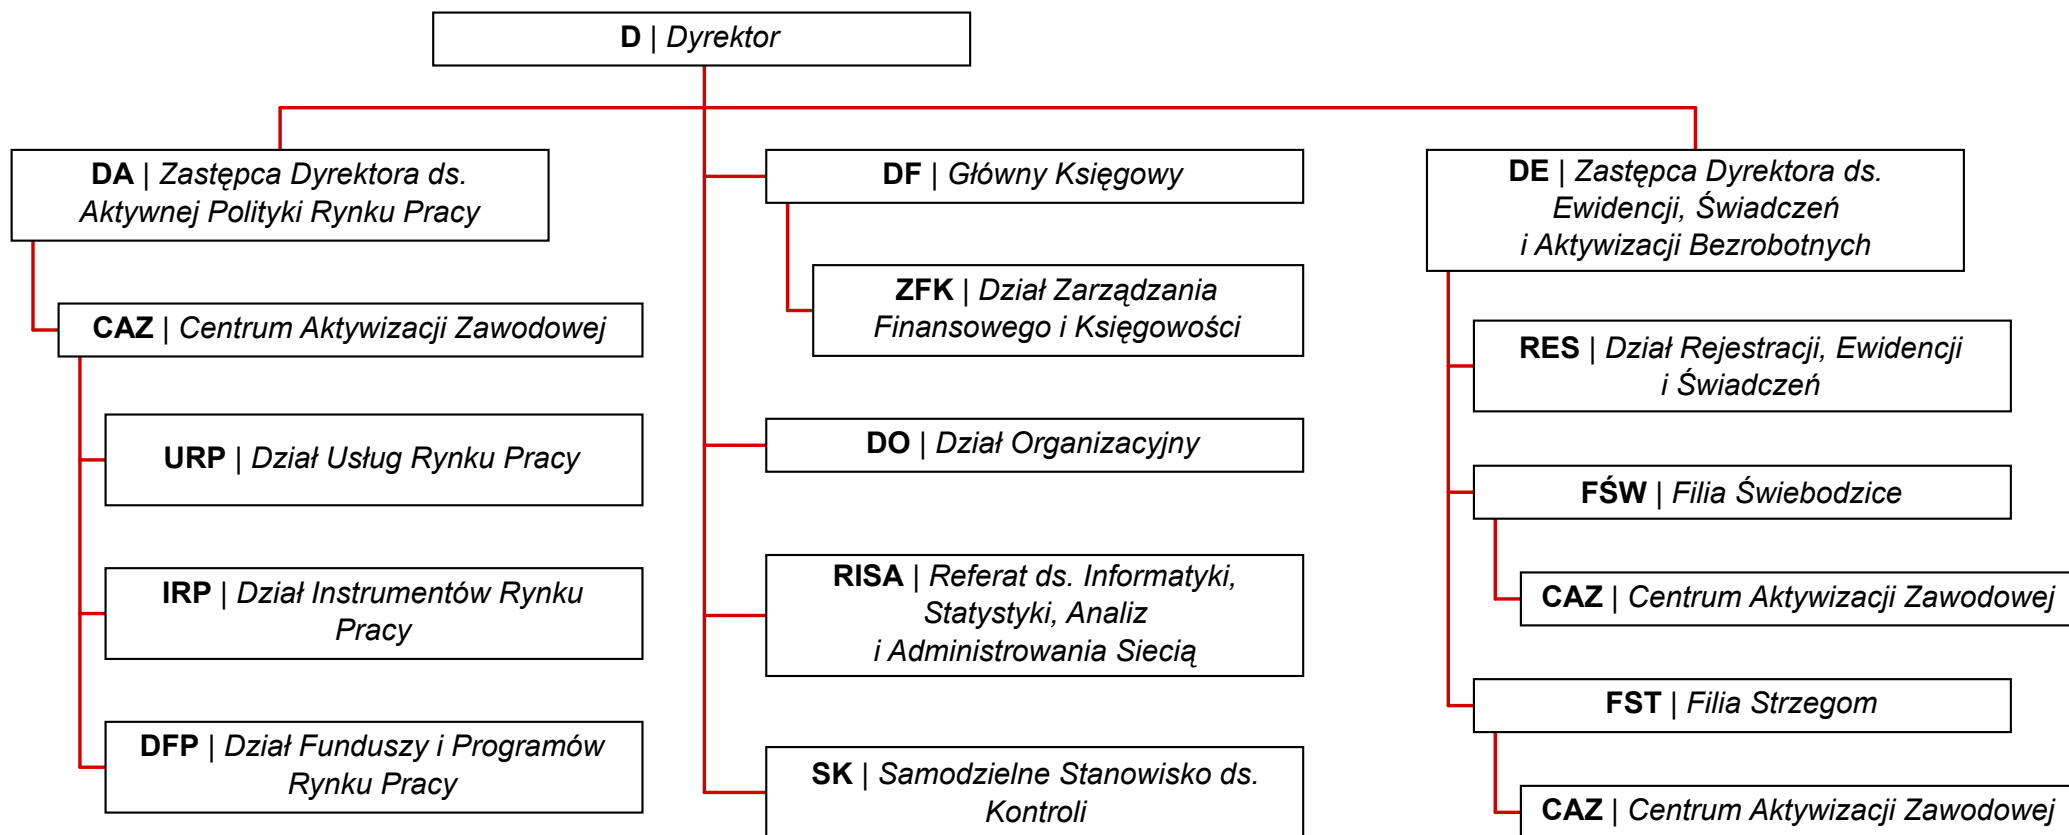 D | Dyrektor
DA | Zastępca Dyrektora ds.
Aktywnej Polityki Rynku Pracy
CAZ | Centrum Aktywizacji Zawodowej
URP | Dział Usług Rynku Pracy
IRP | Dział Instrumentów Rynku
Pracy
DFP | Dział Funduszy i Programów
Rynku Pracy
DF | Główny Księgowy
ZFK | Dział Zarządzania
Finansowego i Księgowości
DO | Dział Organizacyjny
RISA | Referat ds. Informatyki,
Statystyki, Analiz
i Administrowania Siecią
SK | Samodzielne Stanowisko ds.
Kontroli
DE | Zastępca Dyrektora ds.
Ewidencji, Świadczeń
i Aktywizacji Bezrobotnych
RES | Dział Rejestracji, Ewidencji
i Świadczeń
FŚW | Filia Świebodzice
CAZ | Centrum Aktywizacji Zawodowej
FST | Filia Strzegom
CAZ | Centrum Aktywizacji Zawodowej